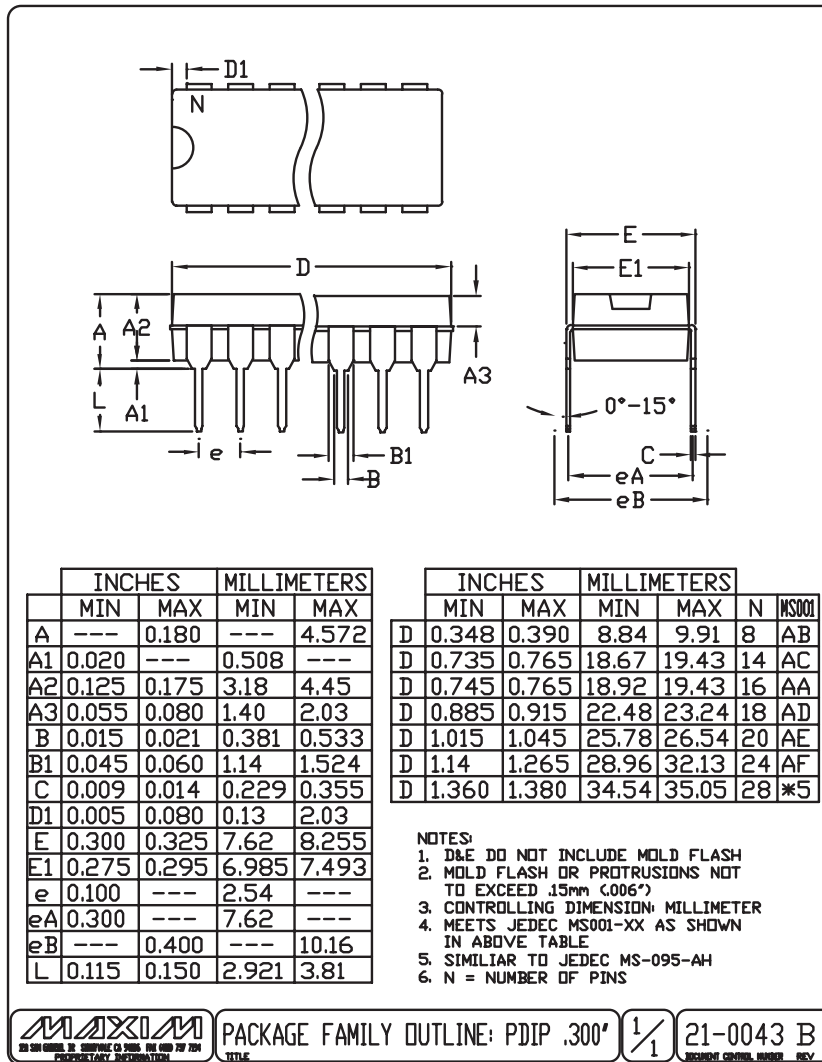 D1
N
D
E
E1
A
A2
A3
L
A1
0°-15°
e
B1
B
C
eA
eB
INCHES MILLIMETERS
MIN MAX MIN MAX
A --- 0.180 --- 4.572
A1 0.020 --- 0.508 ---
A2 0.125 0.175 3.18 4.45
A3 0.055 0.080 1.40 2.03
B 0.015 0.021 0.381 0.533
B1 0.045 0.060 1.14 1.524
C 0.009 0.014 0.229 0.355
D1 0.005 0.080 0.13 2.03
E 0.300 0.325 7.62 8.255
E1 0.275 0.295 6.985 7.493
e 0.100 --- 2.54 ---
eA 0.300 --- 7.62 ---
eB --- 0.400 --- 10.16
L 0.115 0.150 2.921 3.81
INCHES MILLIMETERS
MIN MAX MIN MAX N MS001
D 0.348 0.390 8.84 9.91 8 AB
D 0.735 0.765 18.67 19.43 14 AC
D 0.745 0.765 18.92 19.43 16 AA
D 0.885 0.915 22.48 23.24 18 AD
D 1.015 1.045 25.78 26.54 20 AE
D 1.14 1.265 28.96 32.13 24 AF
D 1.360 1.380 34.54 35.05 28 *5
NOTES:
1. D&E DO NOT INCLUDE MOLD FLASH
2. MOLD FLASH OR PROTRUSIONS NOT
TO EXCEED .15mm (.006")
3. CONTROLLING DIMENSION: MILLIMETER
4. MEETS JEDEC MS001-XX AS SHOWN
IN ABOVE TABLE
5. SIMILIAR TO JEDEC MS-095-AH
6. N = NUMBER OF PINS
MAXIM
PROPRIETARY INFORMATION
PACKAGE FAMILY OUTLINE: PDIP .300"
TITLE
1/1
21-0043 B
DOCUMENT CONTROL NUMBER REV